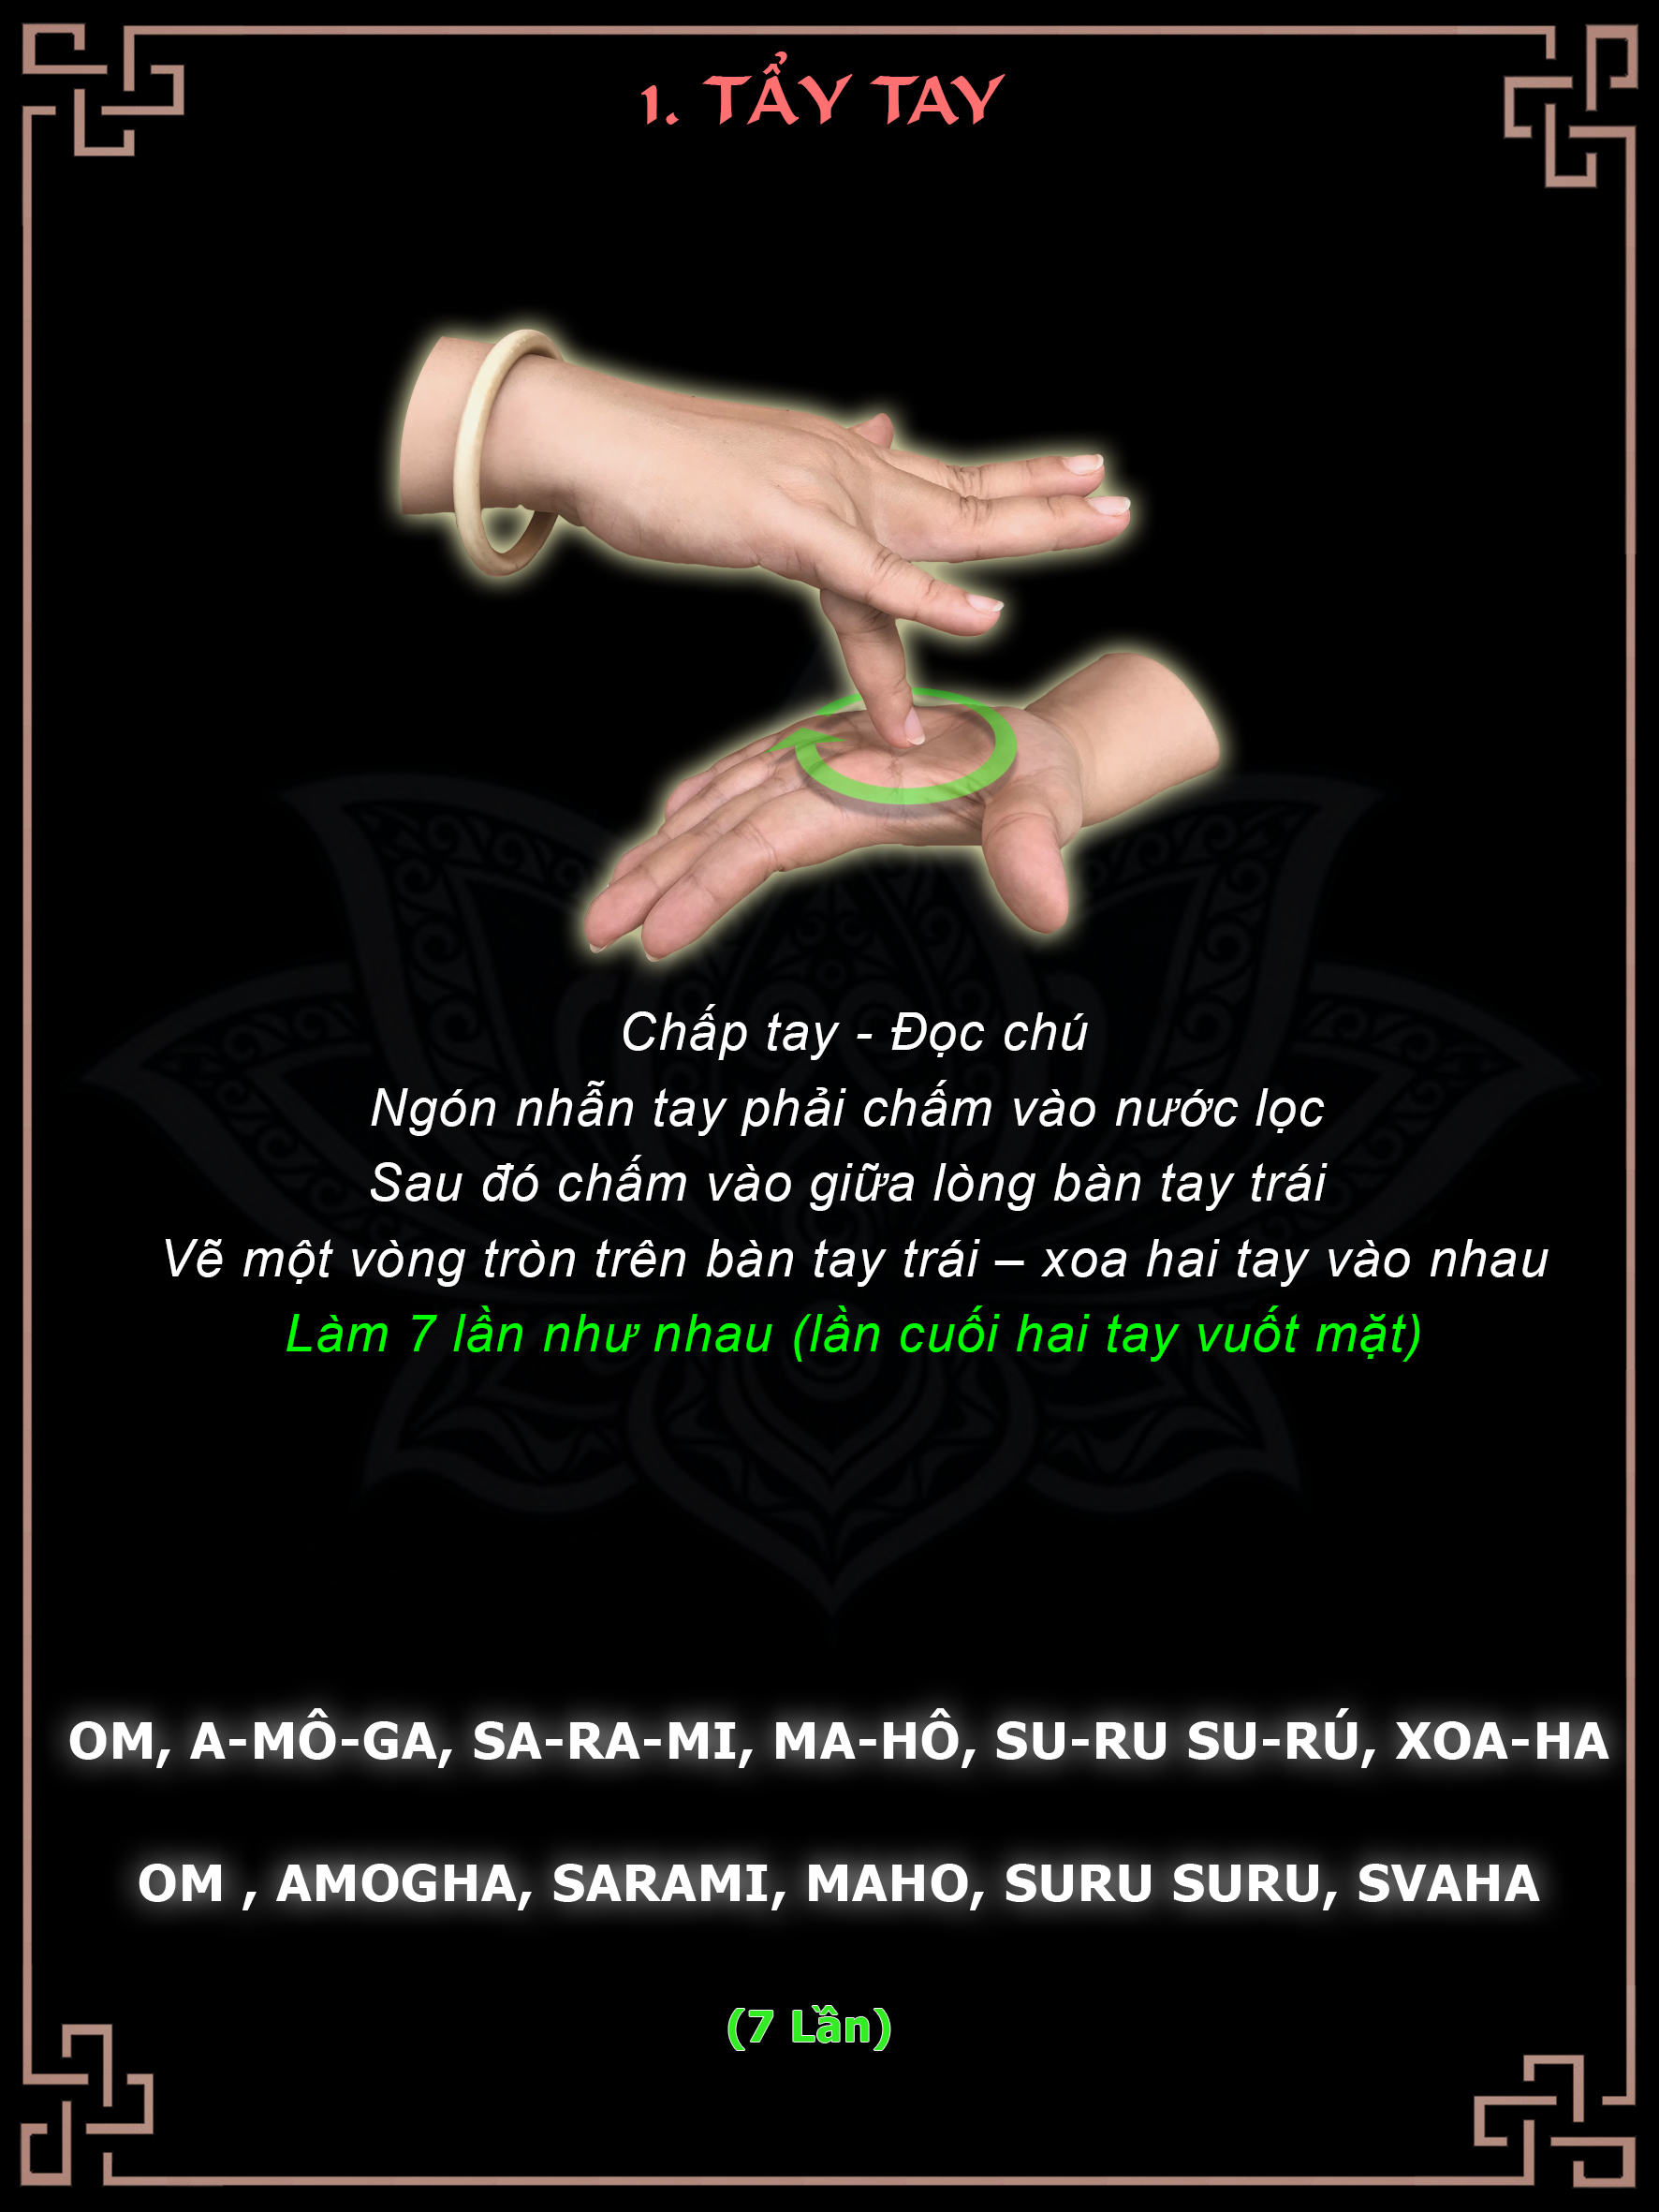 1. TẨY TAY
Chấp tay - Đọc chú
Ngón nhẫn tay phải chấm vào nước lọc
Sau đó chấm vào giữa lòng bàn tay trái
Vẽ một vòng tròn trên bàn tay trái – xoa hai tay vào nhau
Làm 7 lần như nhau (lần cuối hai tay vuốt mặt)
OM, A-MÔ-GA, SA-RA-MI, MA-HÔ, SU-RU SU-RÚ, XOA-HA
OM , AMOGHA, SARAMI, MAHO, SURU SURU, SVAHA
(7 Lần)